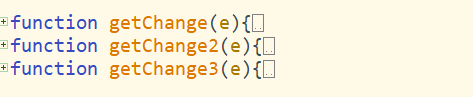 function getChange(e){..
function getChange2(e){..
function getChange3(e){..